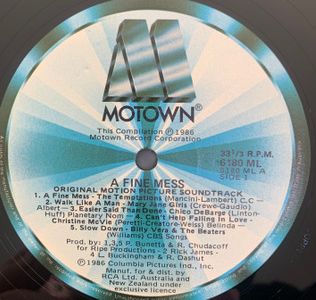 MOTOWN®
This Compilation ℗ 1986
Motown Record Corporation
33⅓ R.P.M.
6180 ML
6180 ML A
SIDE 1
A FINE MESS
ORIGINAL MOTION PICTURE SOUNDTRACK
1. A Fine Mess - The Temptations (Mancini-Lambert) C.C
2. Walk Like A Man - Mary Jane Girls (Crewe-Gaudio)
Albert - 3. Easier Said Than Done - Chico DeBarge (Linton-
Huff) Planetary Nom - 4. Can't Help Falling In Love -
Christine McVie (Peretti-Creatore-Weiss) Belinda -
5. Slow Down - Billy Vera & The Beaters
(Williams) CBS Songs
Prod. by: 1,3,5 P. Bunetta & R. Chudacoff
for Ripe Productions - 2 Rick James -
4 L. Buckingham & R. Dashut
℗ 1986 Columbia Pictures Ind., Inc.
Manuf. for & dist. by
RCA Ltd. Australia and
New Zealand under
exclusive licence